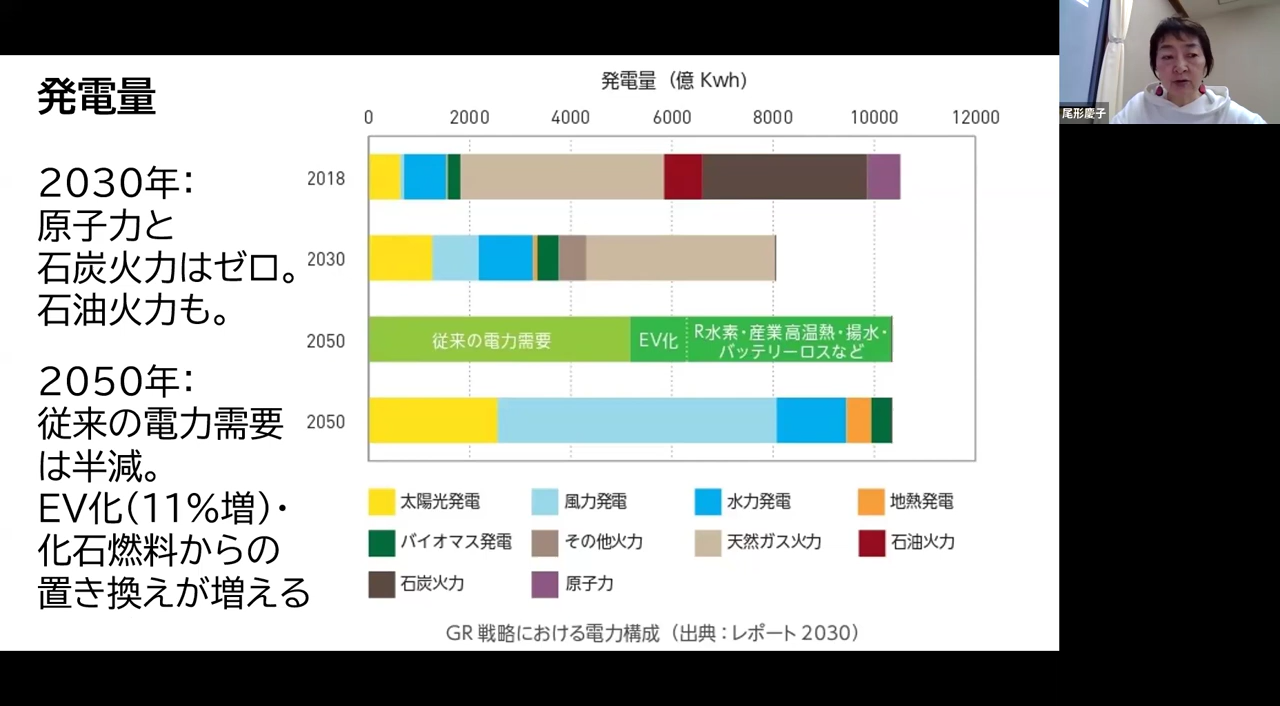 発電量
2030年:
原子力と
石炭火力はゼロ。
石油火力も。
2050年:
従来の電力需要
は半減。
EV化(11%増)・
化石燃料からの
置き換えが増える
発電量（億 Kwh）
0 2000 4000 6000 8000 10000 12000
2018
2030
2050
従来の電力需要
EV化
R水素・産業高温熱・揚水・
バッテリーロスなど
2050
太陽光発電 風力発電 水力発電 地熱発電
バイオマス発電 その他火力 天然ガス火力 石油火力
石炭火力 原子力
GR 戦略における電力構成（出典：レポート 2030）
尾形慶子